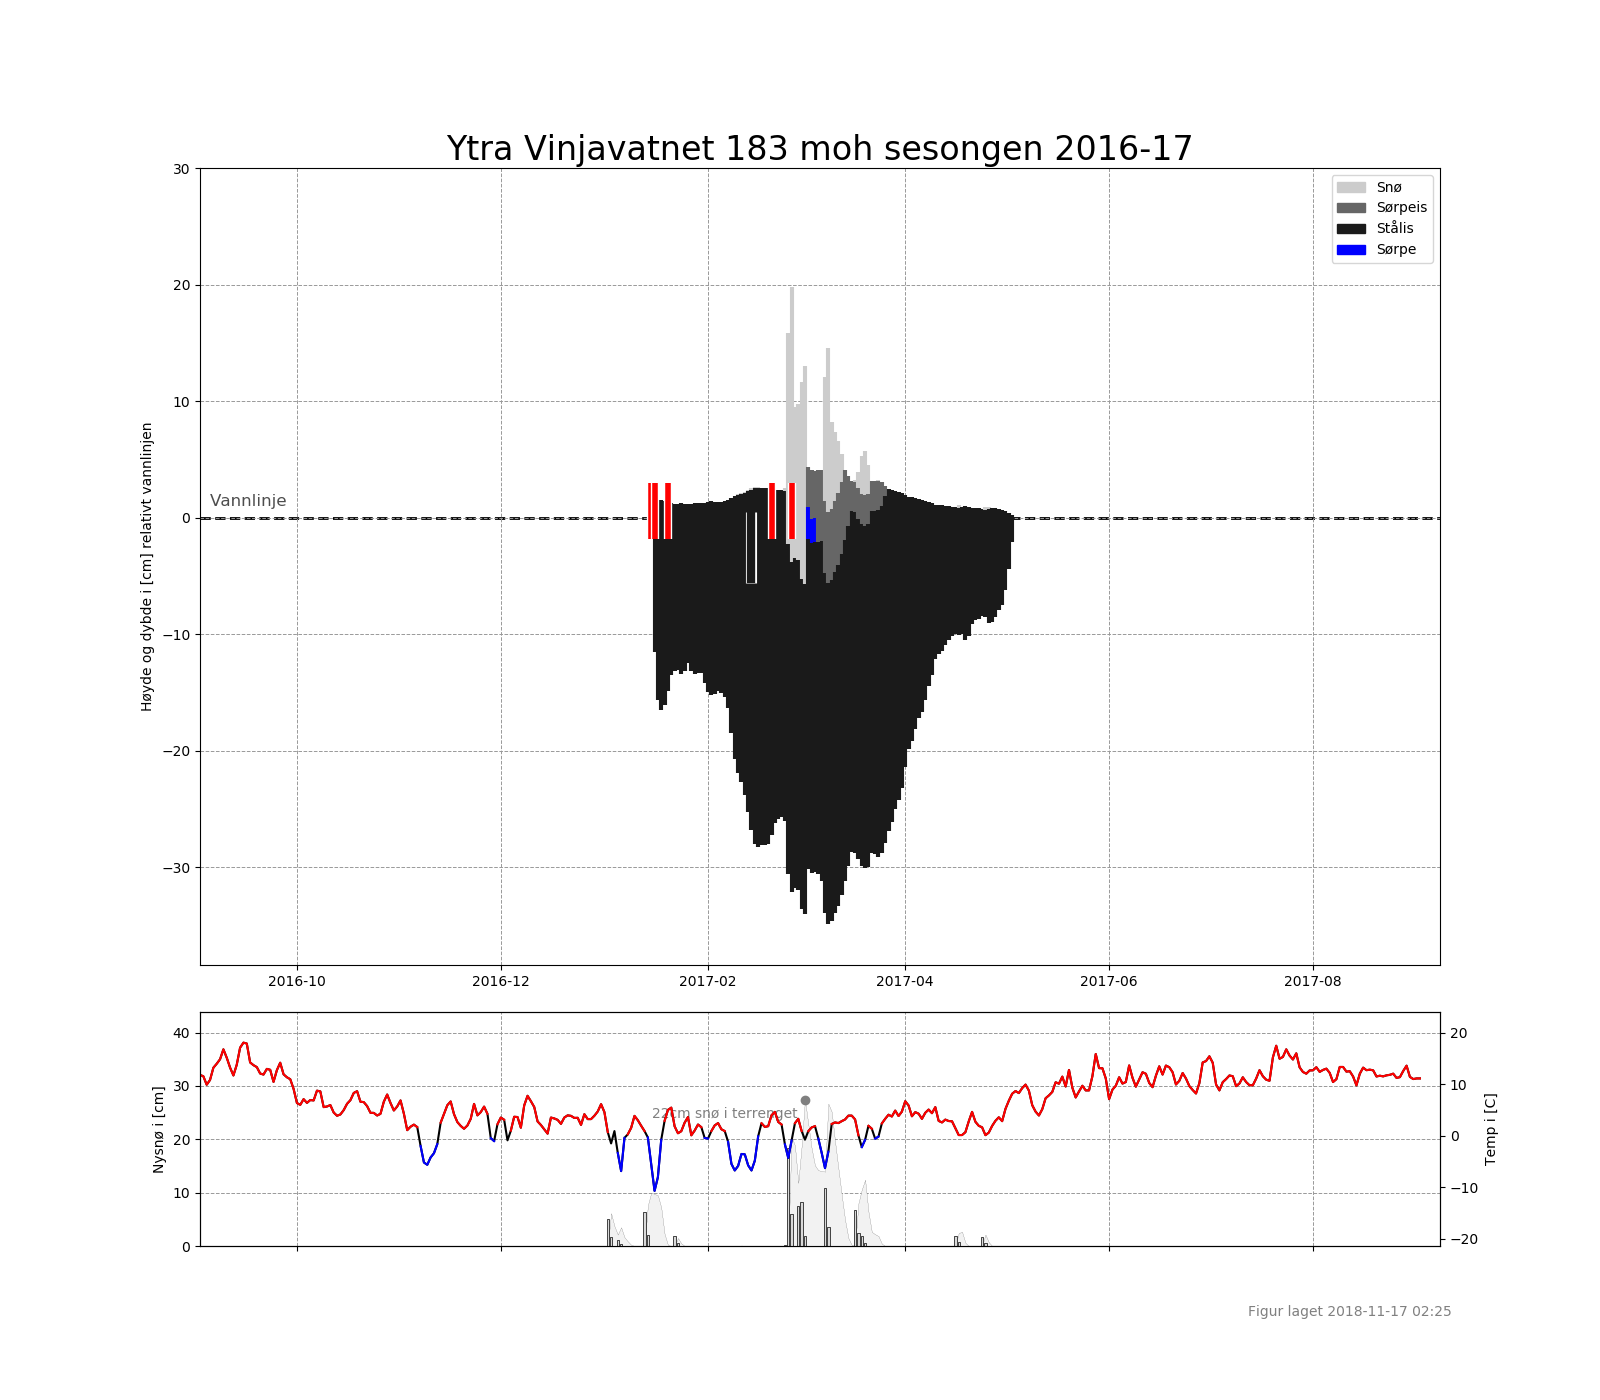 Ytra Vinjavatnet 183 moh sesongen 2016-17
Høyde og dybde i [cm] relativt vannlinjen
30
20
10
0
−10
−20
−30
Vannlinje
Snø
Sørpeis
Stålis
Sørpe
2016-10
2016-12
2017-02
2017-04
2017-06
2017-08
Nysnø i [cm]
40
30
20
10
0
22cm snø i terrenget
20
10
0
−10
−20
Temp i [C]
Figur laget 2018-11-17 02:25